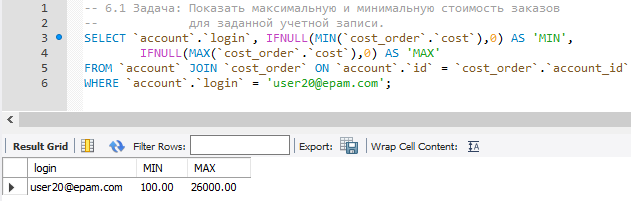 1 -- 6.1 Задача: Показать максимальную и минимальную стоимость заказов
2 -- для заданной учетной записи.
3 SELECT `account`.`login`, IFNULL(MIN(`cost_order`.`cost`),0) AS 'MIN',
4 IFNULL(MAX(`cost_order`.`cost`),0) AS 'MAX'
5 FROM `account` JOIN `cost_order` ON `account`.`id` = `cost_order`.`account_id`
6 WHERE `account`.`login` = 'user20@epam.com';
Result Grid Filter Rows: Export: Wrap Cell Content:
login MIN MAX
user20@epam.com 100.00 26000.00